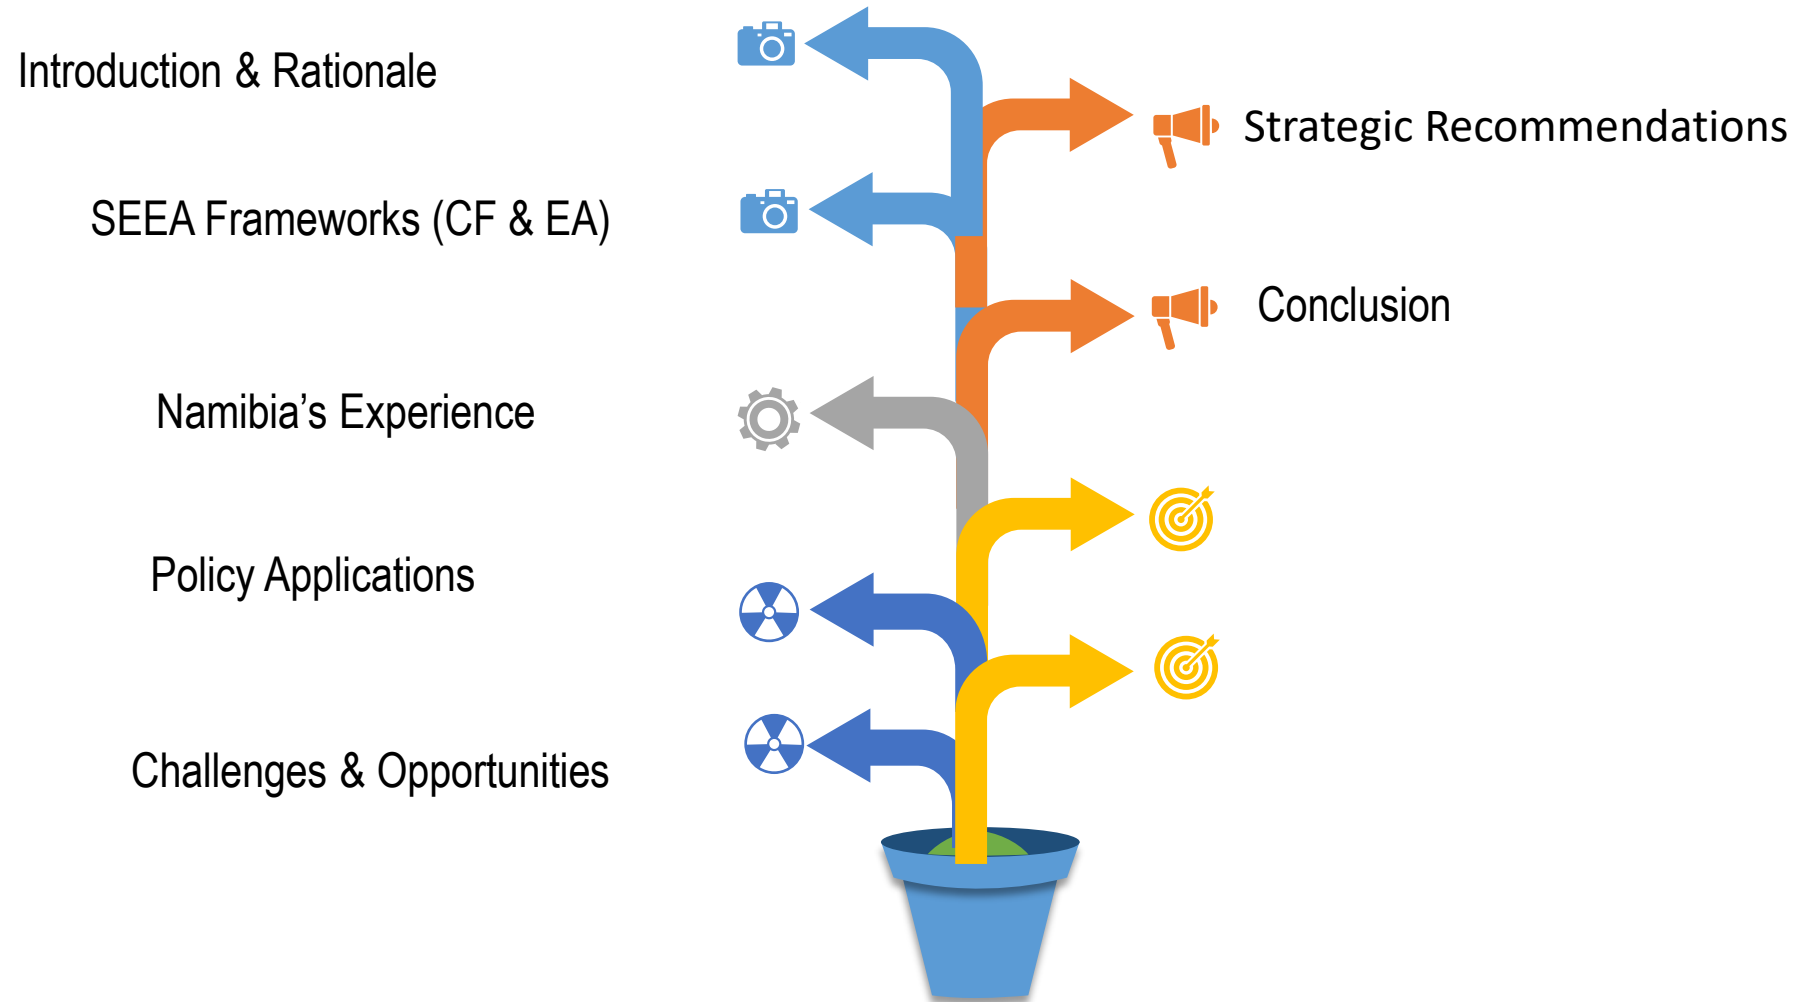 Introduction & Rationale
SEEA Frameworks (CF & EA)
Namibia’s Experience
Policy Applications
Challenges & Opportunities
Strategic Recommendations
Conclusion